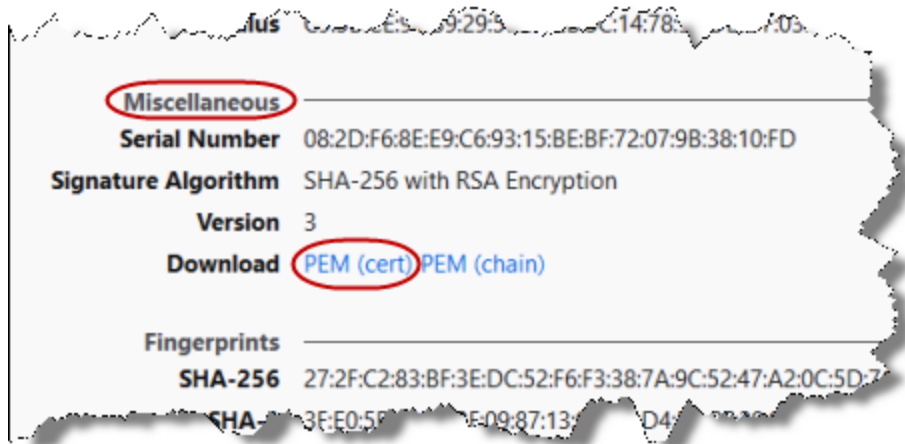 Miscellaneous
Serial Number 08:2D:F6:8E:E9:C6:93:15:BE:BF:72:07:9B:38:10:FD
Signature Algorithm SHA-256 with RSA Encryption
Version 3
Download PEM (cert) PEM (chain)
Fingerprints
SHA-256 27:2F:C2:83:BF:3E:DC:52:F6:F3:38:7A:9C:52:47:A2:0C:5D: